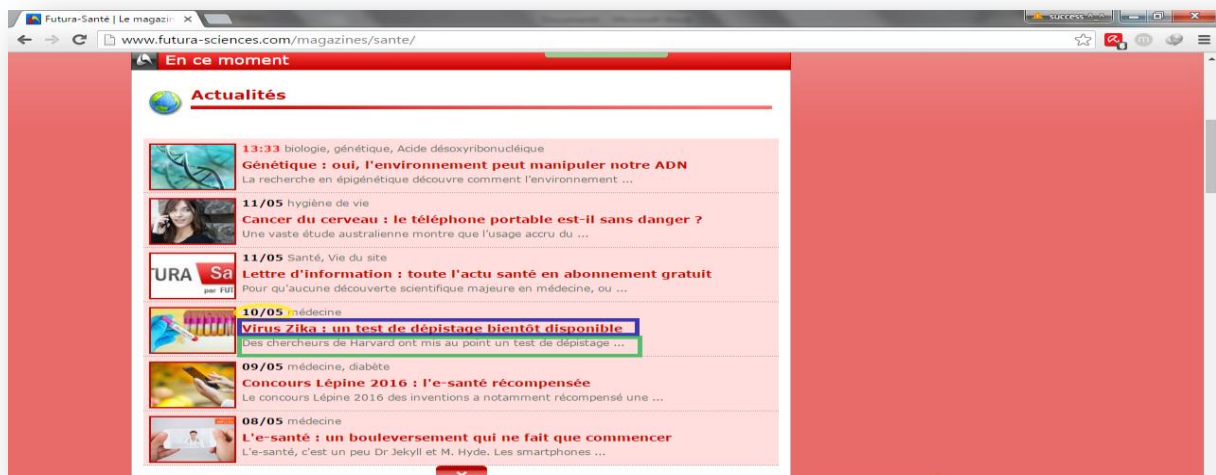 Futura-Santé | Le magazin
success ^_^
www.futura-sciences.com/magazines/sante/
En ce moment
Actualités
13:33 biologie, génétique, Acide désoxyribonucléique
Génétique : oui, l'environnement peut manipuler notre ADN
La recherche en épigénétique découvre comment l'environnement ...
11/05 hygiène de vie
Cancer du cerveau : le téléphone portable est-il sans danger ?
Une vaste étude australienne montre que l'usage accru du ...
11/05 Santé, Vie du site
Lettre d'information : toute l'actu santé en abonnement gratuit
Pour qu'aucune découverte scientifique majeure en médecine, ou ...
URA Sa
par FUT
10/05 médecine
Virus Zika : un test de dépistage bientôt disponible
Des chercheurs de Harvard ont mis au point un test de dépistage ...
09/05 médecine, diabète
Concours Lépine 2016 : l'e-santé récompensée
Le concours Lépine 2016 des inventions a notamment récompensé une ...
08/05 médecine
L'e-santé : un bouleversement qui ne fait que commencer
L'e-santé, c'est un peu Dr Jekyll et M. Hyde. Les smartphones ...